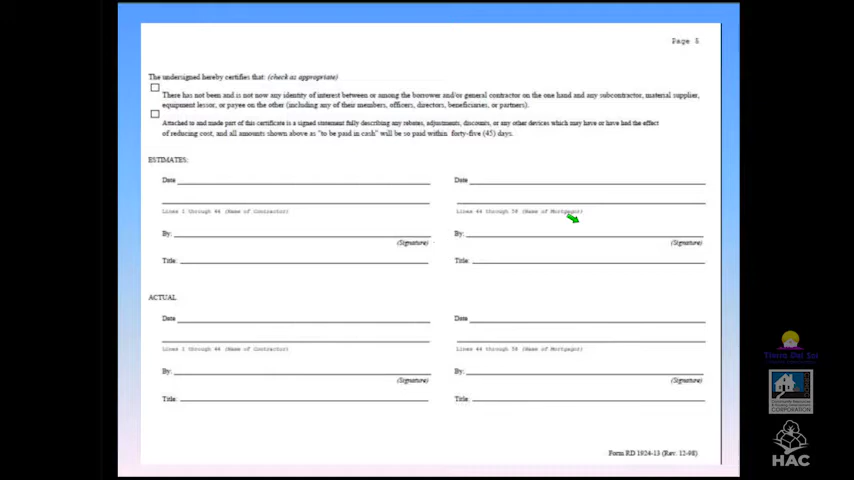 Page 5
The undersigned hereby certifies that: (check as appropriate)
There has not been and is not now any identity of interest between or among the borrower and/or general contractor on the one hand and any subcontractor, material supplier,
equipment lessor, or payee on the other (including any of their members, officers, directors, beneficiaries, or partners).
Attached to and made part of this certificate is a signed statement fully describing any rebates, adjustments, discounts, or any other devices which may have or have had the effect
of reducing cost, and all amounts shown above as "to be paid in cash" will be so paid within forty-five (45) days.
ESTIMATES:
Date Date
Lines 1 through 44 (Name of Contractor) Lines 44 through 58 (Name of Mortgagor)
By: By:
(Signature) (Signature)
Title: Title:
ACTUAL
Date Date
Lines 1 through 44 (Name of Contractor) Lines 44 through 58 (Name of Mortgagor)
By: By:
(Signature) (Signature)
Title: Title:
Form RD 1924-13 (Rev. 12-98)
Tierra Del Sol
CORPORATION
HAC